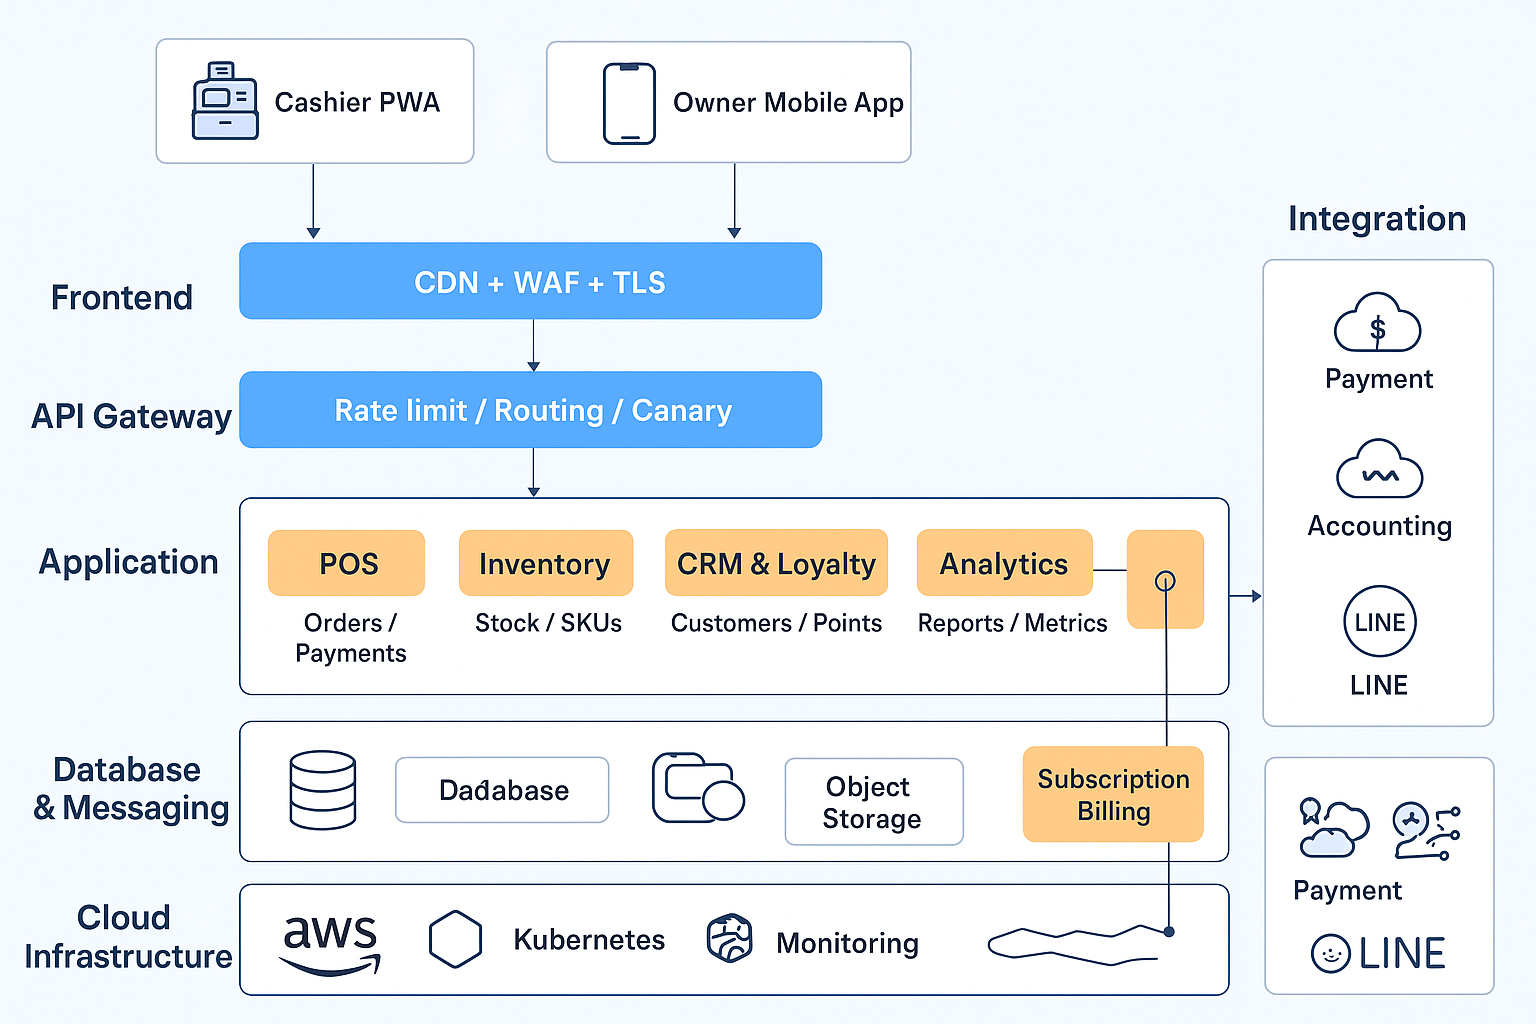 Cashier PWA
Owner Mobile App
Integration
Frontend
CDN + WAF + TLS
$
Payment
API Gateway
Rate limit / Routing / Canary
Accounting
Application
POS
Inventory
CRM & Loyalty
Analytics
Orders /
Payments
Stock / SKUs
Customers / Points
Reports / Metrics
LINE
LINE
Database
& Messaging
Dadabase
Object
Storage
Subscription
Billing
Payment
LINE
Cloud
Infrastructure
aws
Kubernetes
Monitoring